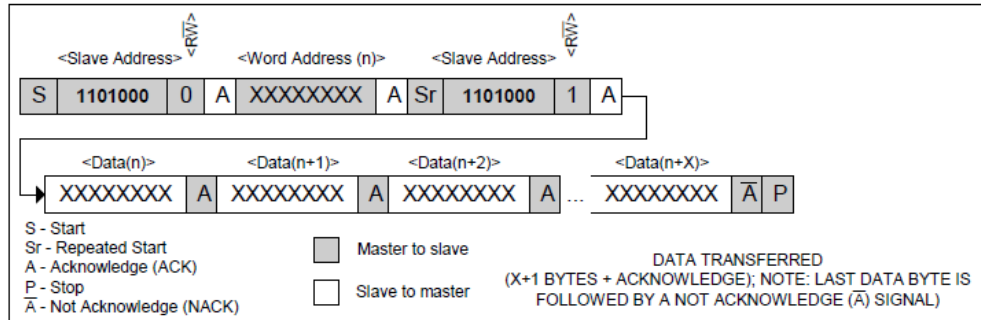 <RW̅>
<RW̅>
<Slave Address>
<Word Address (n)>
<Slave Address>
S 1101000 0 A XXXXXXXX A Sr 1101000 1 A
<Data(n)> <Data(n+1)> <Data(n+2)> <Data(n+X)>
XXXXXXXX A XXXXXXXX A XXXXXXXX A ... XXXXXXXX A̅ P
S - Start
Sr - Repeated Start
A - Acknowledge (ACK)
P - Stop
A̅ - Not Acknowledge (NACK)
Master to slave
Slave to master
DATA TRANSFERRED
(X+1 BYTES + ACKNOWLEDGE); NOTE: LAST DATA BYTE IS
FOLLOWED BY A NOT ACKNOWLEDGE (A̅) SIGNAL)